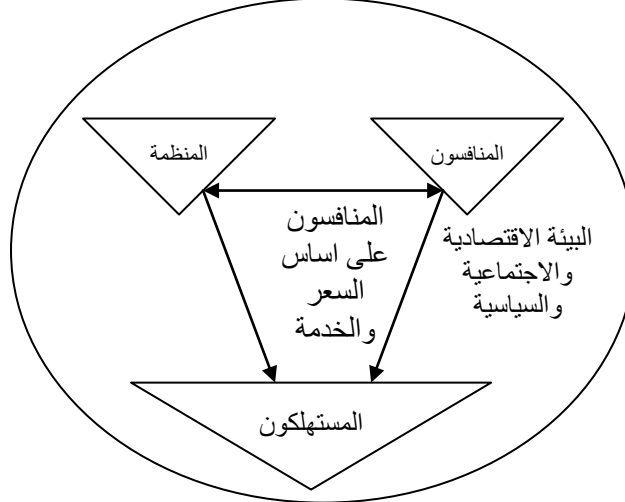 المنافسون
المنظمة
المنافسون
على اساس
السعر
والخدمة
البيئة الاقتصادية
والاجتماعية
والسياسية
المستهلكون